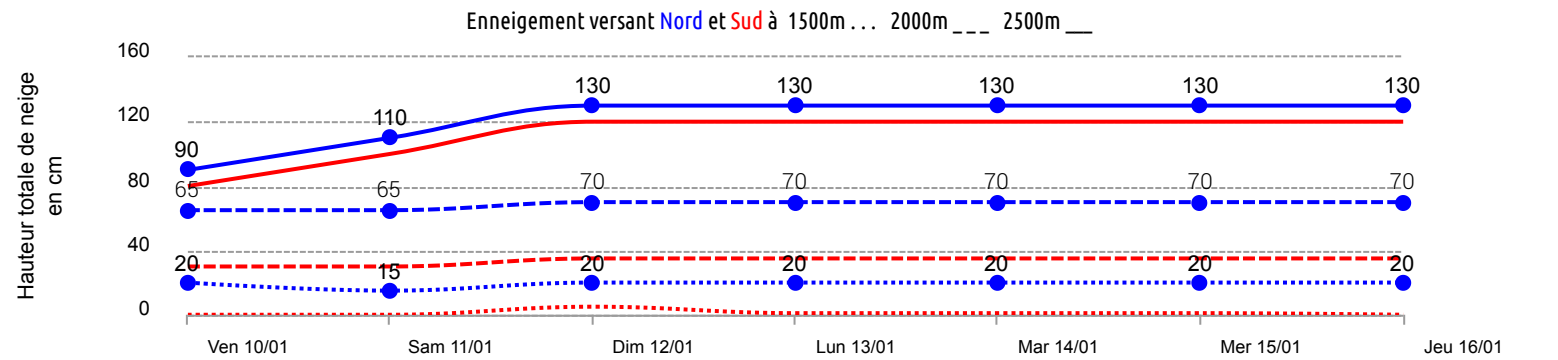 Enneigement versant Nord et Sud à 1500m . . . 2000m _ _ _ 2500m __
Hauteur totale de neige
en cm
160
120
80
40
0
90 110 130 130 130 130 130
65 65 70 70 70 70 70
20 15 20 20 20 20 20
Ven 10/01 Sam 11/01 Dim 12/01 Lun 13/01 Mar 14/01 Mer 15/01 Jeu 16/01